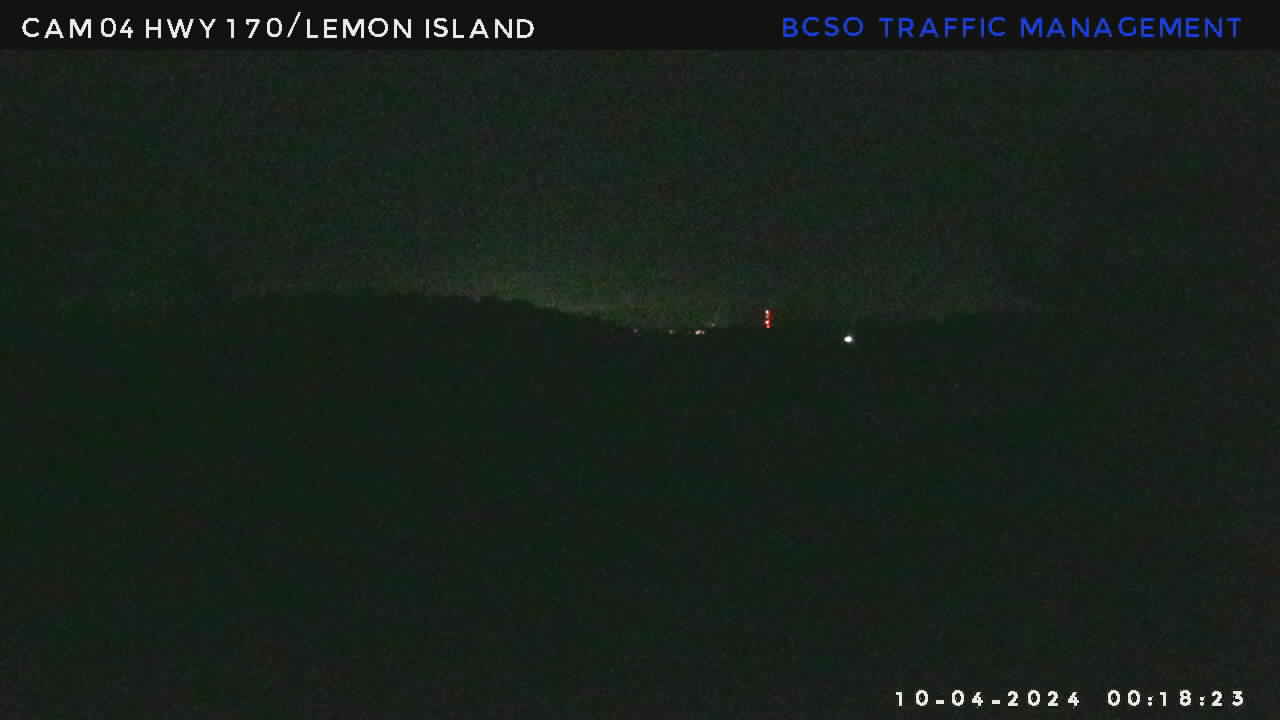 CAM04 HWY 170/LEMON ISLAND
BCSO TRAFFIC MANAGEMENT
10-04-2024 00:18:23